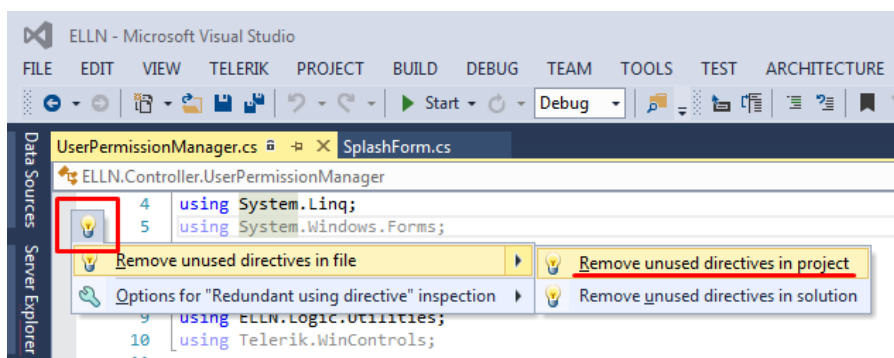 ELLN - Microsoft Visual Studio
FILE EDIT VIEW TELERIK PROJECT BUILD DEBUG TEAM TOOLS TEST ARCHITECTURE
Start Debug
Data Sources
Server Explorer
UserPermissionManager.cs SplashForm.cs
ELLN.Controller.UserPermissionManager
4 using System.Linq;
5 using System.Windows.Forms;
Remove unused directives in file
Remove unused directives in project
Options for "Redundant using directive" inspection
Remove unused directives in solution
9 using ELLN.Logic.Utilities;
10 using Telerik.WinControls;